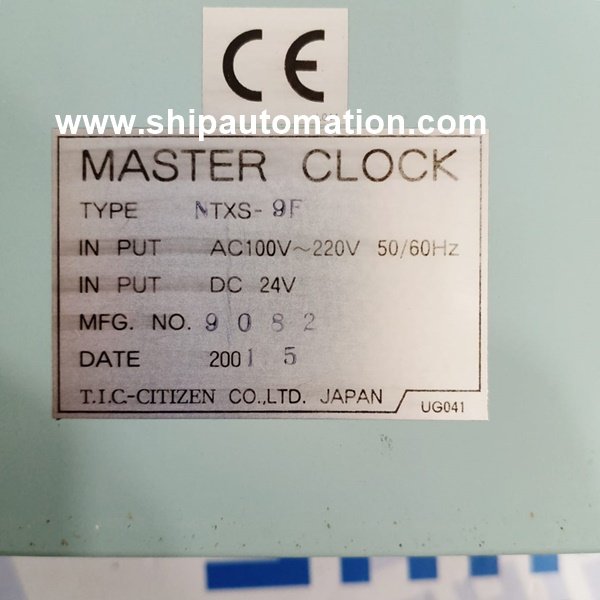 CE
www.shipautomation.com
MASTER CLOCK
TYPE NTXS-9F
IN PUT AC100V~220V 50/60Hz
IN PUT DC 24V
MFG. NO. 9082
DATE 2001 5
T.I.C.-CITIZEN CO.,LTD. JAPAN
UG041